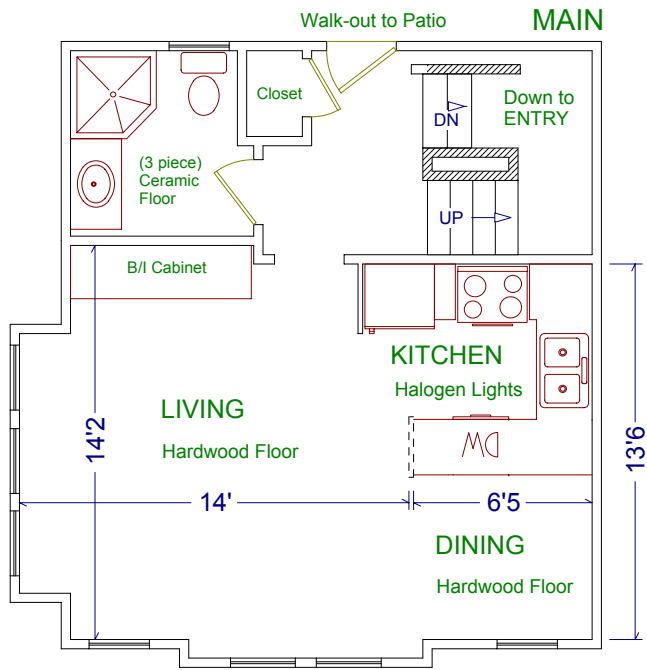 Walk-out to Patio
MAIN
Closet
Down to
ENTRY
DN
(3 piece)
Ceramic
Floor
UP
B/I Cabinet
KITCHEN
Halogen Lights
LIVING
Hardwood Floor
14'2
DW
13'6
14'
6'5
DINING
Hardwood Floor